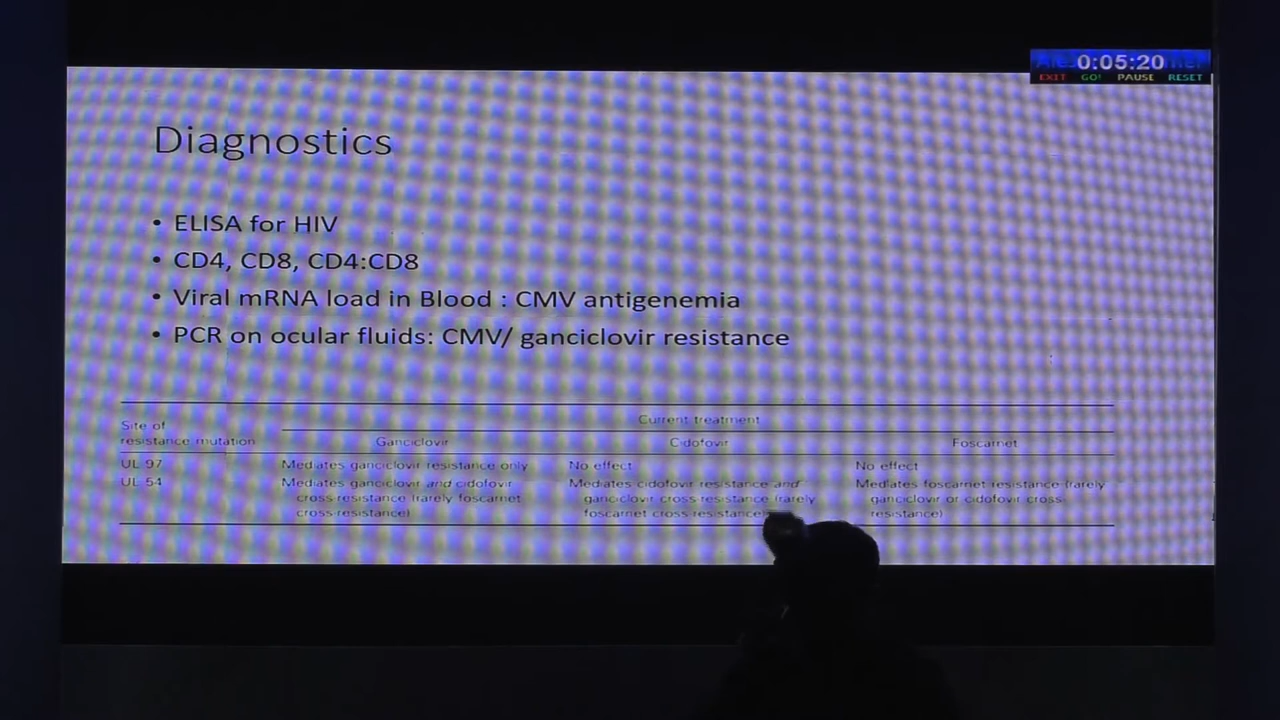 0:05:20
EXIT GO! PAUSE RESET
Diagnostics
• ELISA for HIV
• CD4, CD8, CD4:CD8
• Viral mRNA load in Blood : CMV antigenemia
• PCR on ocular fluids: CMV/ ganciclovir resistance
Current treatment
Site of
resistance mutation
Ganciclovir Cidofovir Foscarnet
UL 97 Mediates ganciclovir resistance only No effect No effect
UL 54 Mediates ganciclovir and cidofovir Mediates cidofovir resistance and Mediates foscarnet resistance (rarely
cross-resistance (rarely foscarnet ganciclovir cross-resistance (rarely ganciclovir or cidofovir cross-
cross-resistance) foscarnet cross-resistance) resistance)